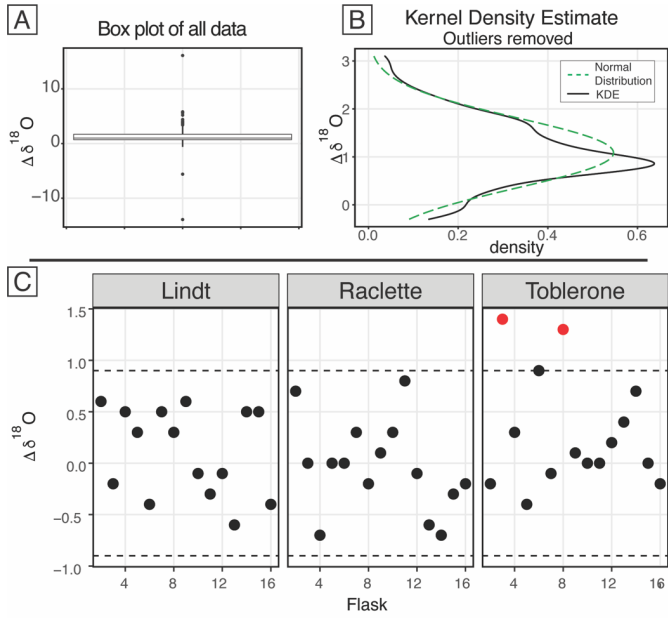 A
Box plot of all data
Δ δ ¹⁸O
10
0
−10
B
Kernel Density Estimate
Outliers removed
Δ δ ¹⁸O
3
2
1
0
Normal
Distribution
KDE
0.0 0.2 0.4 0.6
density
C
Lindt Raclette Toblerone
Δ δ ¹⁸O
1.5
1.0
0.5
0.0
−0.5
−1.0
4 8 12 16 4 8 12 16 4 8 12 16
Flask